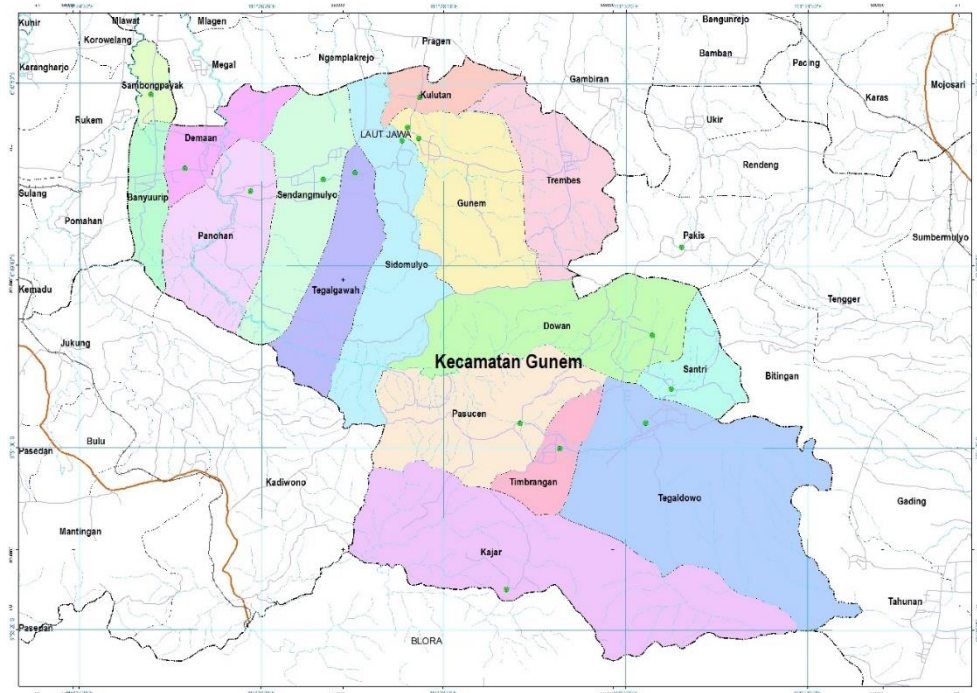 Kunir
Mlawat
Mlagen
Bangunrejo
Korowelang
Ngemplakrejo
Pragen
Karangharjo
Megal
Bamban
Pacing
Gambiran
Mojosari
Sambongpayak
Kulutan
Karas
Rukem
Demaan
LAUT JAWA
Ukir
Rendeng
Sulang
Banyuurip
Sendangmulyo
Trembes
Pomahan
Gunem
Panohan
Pakis
Sumbermulyo
Sidomulyo
Kemadu
Tegalgawah
Tengger
Dowan
Jukung
Kecamatan Gunem
Santri
Bitingan
Pasucen
Bulu
Pasedan
Kadiwono
Timbrangan
Tegaldowo
Gading
Mantingan
Kajar
Tahunan
Pasedan
BLORA